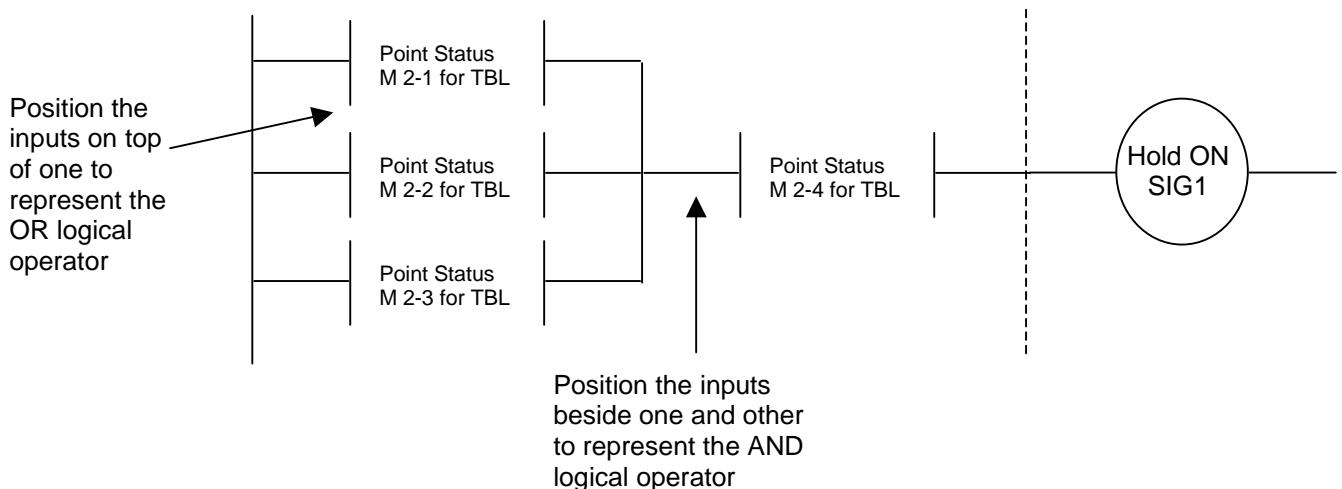 Position the
inputs on top
of one to
represent the
OR logical
operator
Point Status
M 2-1 for TBL
Point Status
M 2-2 for TBL
Point Status
M 2-3 for TBL
Position the inputs
beside one and other
to represent the AND
logical operator
Point Status
M 2-4 for TBL
Hold ON
SIG1